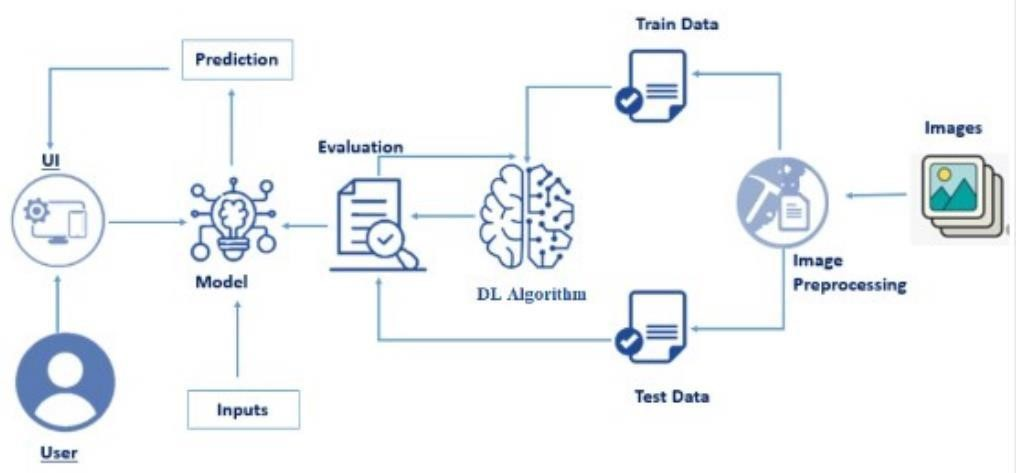 Train Data
Prediction
Images
Evaluation
UI
Model
DL Algorithm
Image
Preprocessing
Inputs
Test Data
User